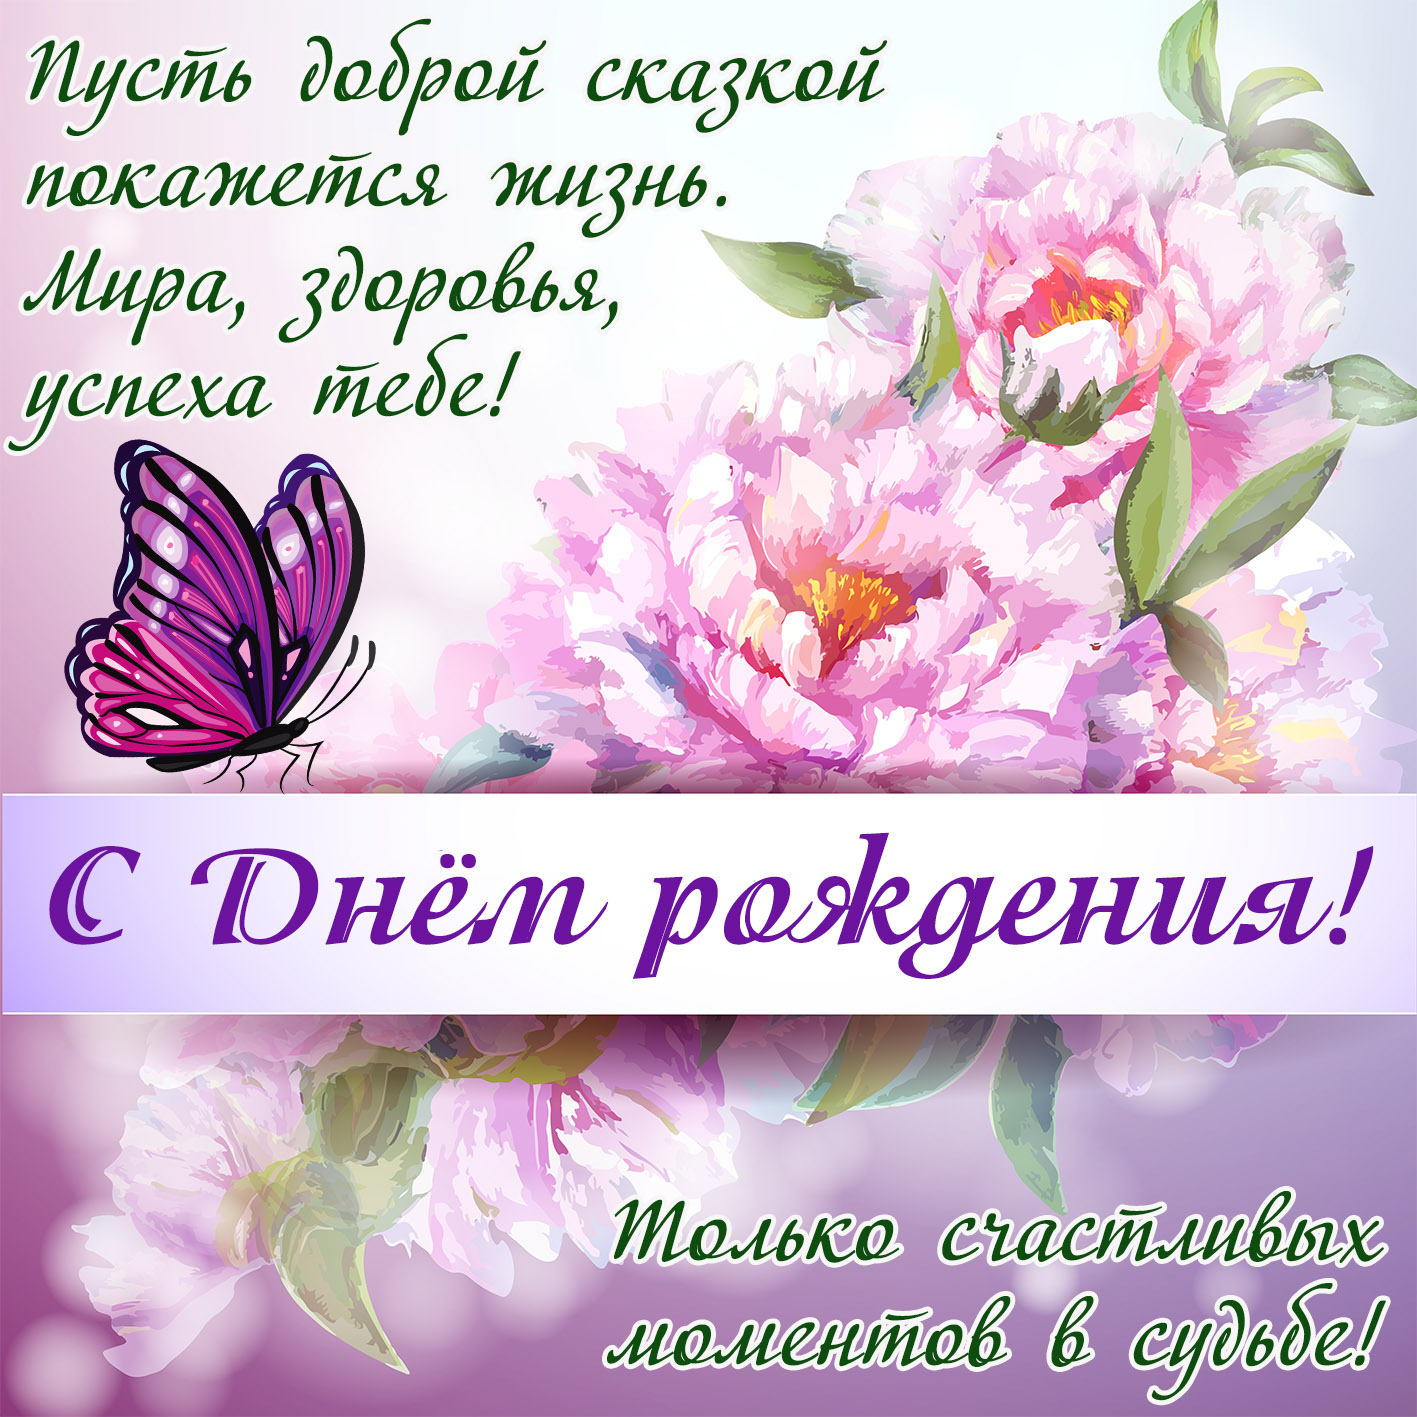 Пусть доброй сказкой
покажется жизнь.
Мира, здоровья,
успеха тебе!
С Днём рождения!
Только счастливых
моментов в судьбе!